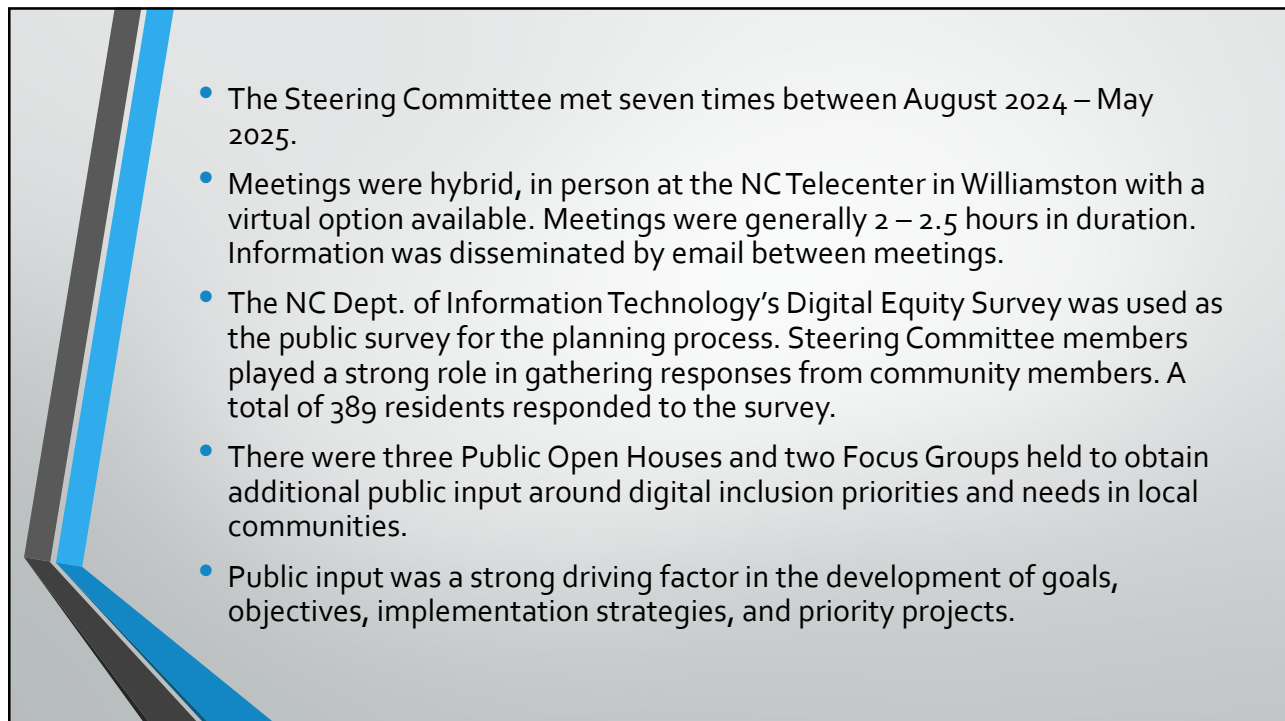 • The Steering Committee met seven times between August 2024 – May
2025.
• Meetings were hybrid, in person at the NC Telecenter in Williamston with a
virtual option available. Meetings were generally 2 – 2.5 hours in duration.
Information was disseminated by email between meetings.
• The NC Dept. of Information Technology’s Digital Equity Survey was used as
the public survey for the planning process. Steering Committee members
played a strong role in gathering responses from community members. A
total of 389 residents responded to the survey.
• There were three Public Open Houses and two Focus Groups held to obtain
additional public input around digital inclusion priorities and needs in local
communities.
• Public input was a strong driving factor in the development of goals,
objectives, implementation strategies, and priority projects.